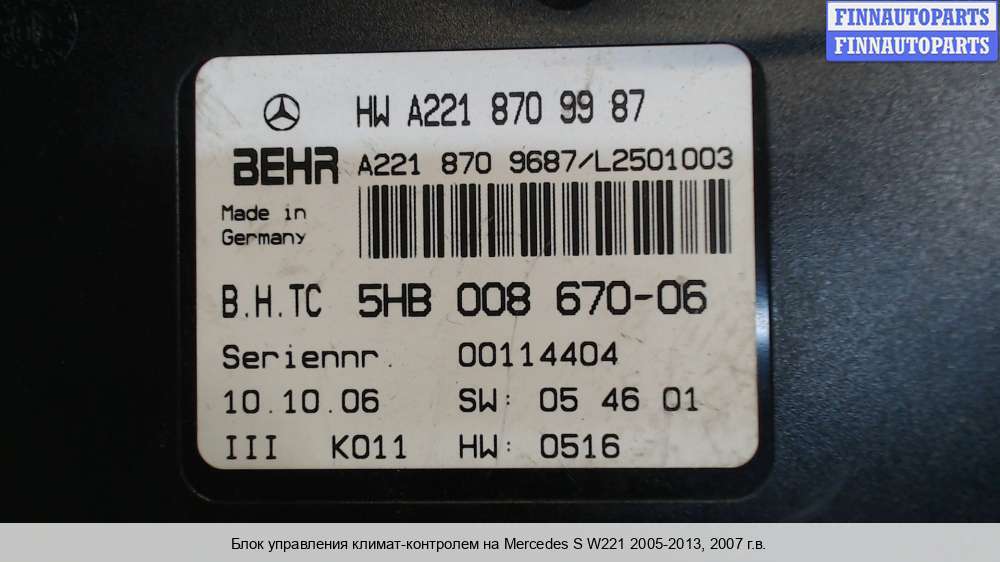 FINNAUTOPARTS
FINNAUTOPARTS
HW A221 870 99 87
BEHR A221 870 9687/L2501003
Made in
Germany
B.H.TC 5HB 008 670-06
Seriennr. 00114404
10.10.06 SW: 05 46 01
III K011 HW: 0516
Блок управления климат-контролем на Mercedes S W221 2005-2013, 2007 г.в.